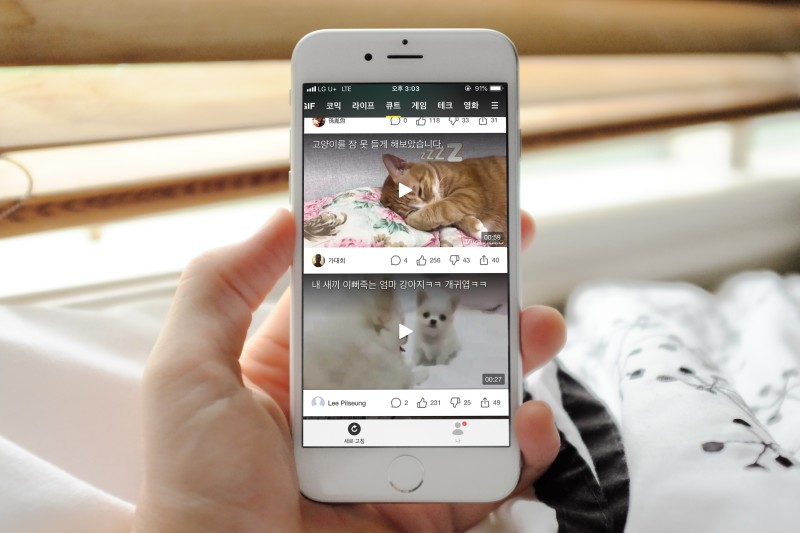 LG U+ LTE 오후 3:03 91%
GIF 코믹 라이프 큐트 게임 테크 영화
0 118 33 31
고양이를 잠 못 들게 해보았습니다
zzzZ
00:59
가대희 4 256 43 40
내 새끼 이뻐죽는 엄마 강아지ㅋㅋ 개귀엽ㅋㅋ
00:27
Lee Pilseung 2 231 25 49
새로 고침